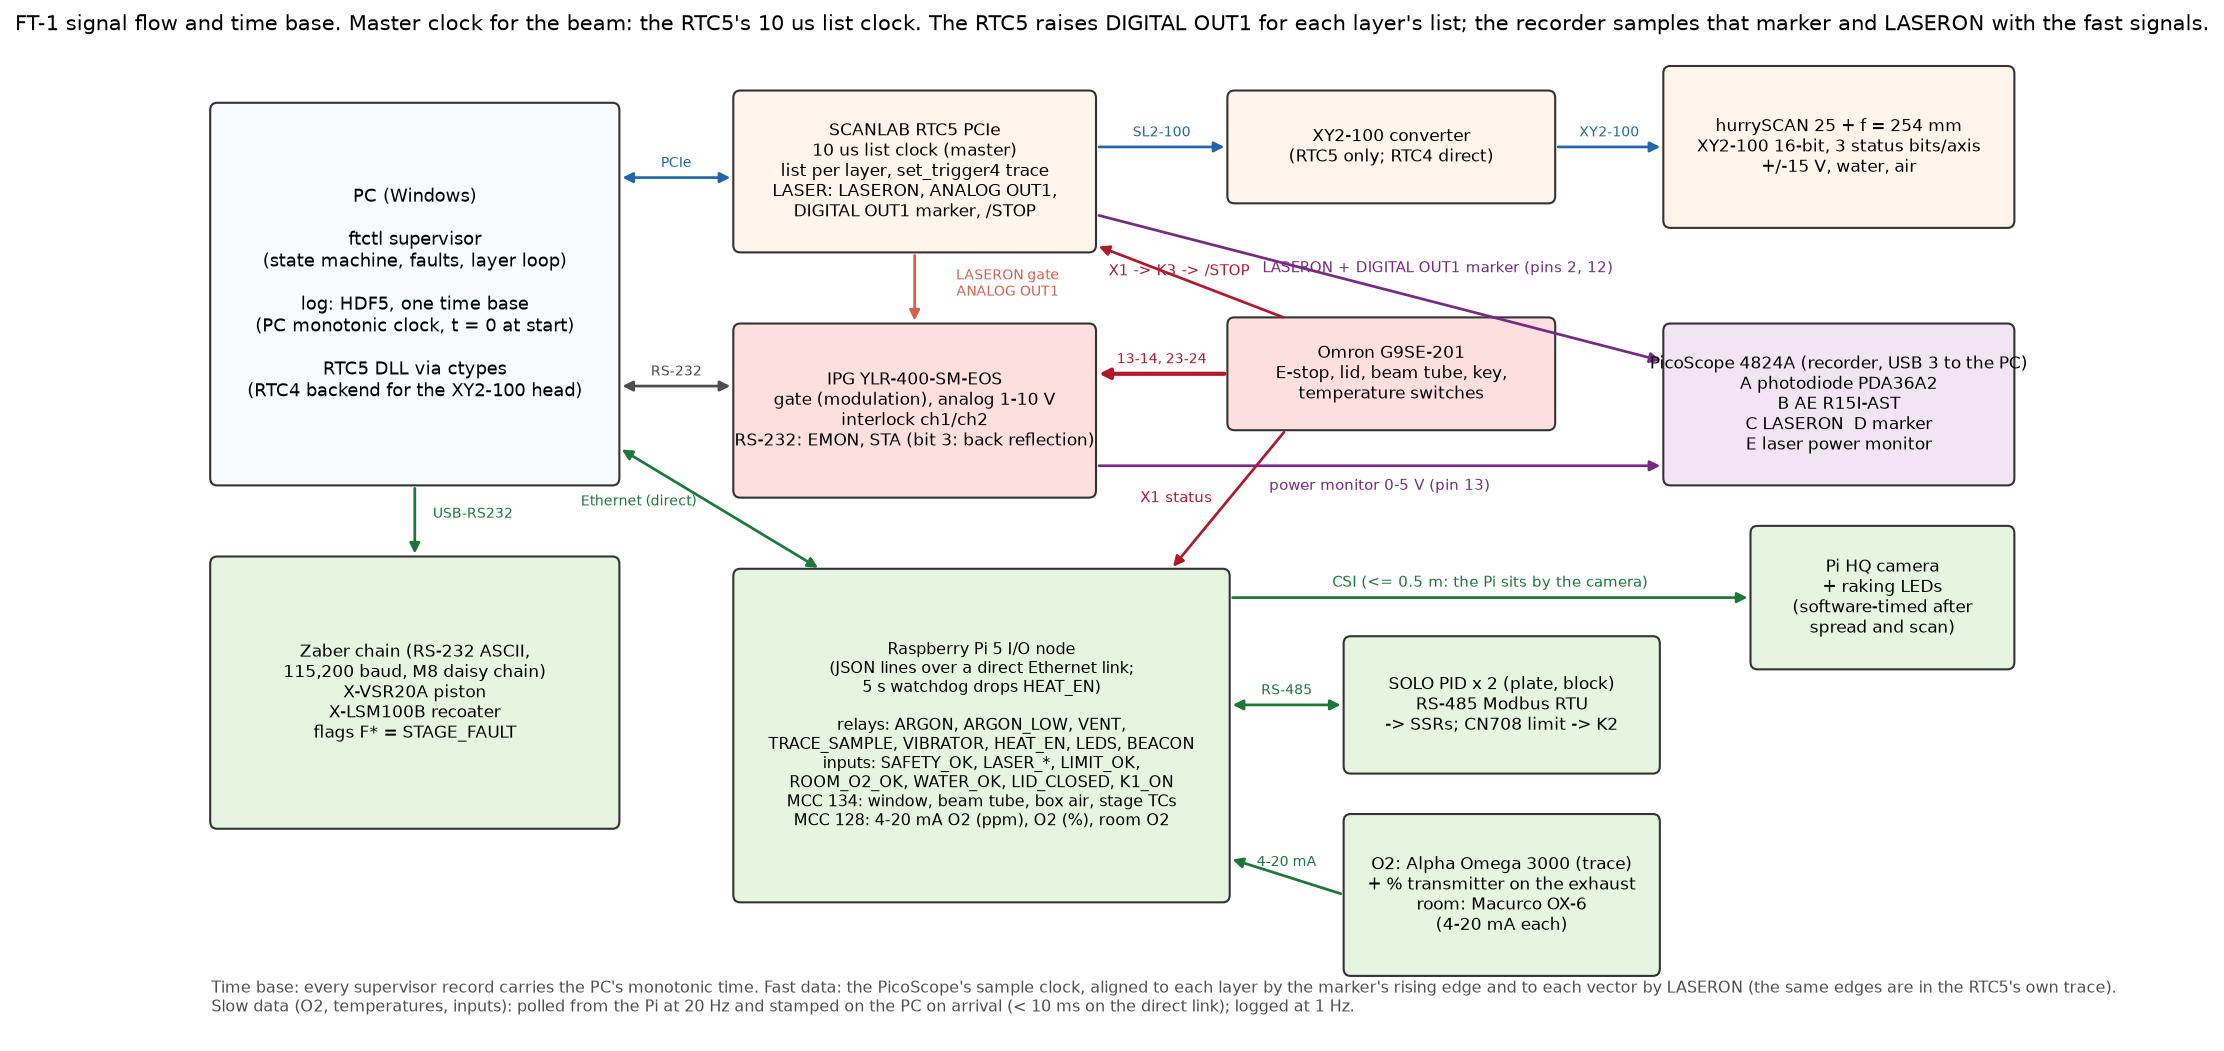 FT-1 signal flow and time base. Master clock for the beam: the RTC5's 10 us list clock. The RTC5 raises DIGITAL OUT1 for each layer's list; the recorder samples that marker and LASERON with the fast signals.
PC (Windows)
ftctl supervisor
(state machine, faults, layer loop)
log: HDF5, one time base
(PC monotonic clock, t = 0 at start)
RTC5 DLL via ctypes
(RTC4 backend for the XY2-100 head)
PCIe
SCANLAB RTC5 PCIe
10 us list clock (master)
list per layer, set_trigger4 trace
LASER: LASERON, ANALOG OUT1,
DIGITAL OUT1 marker, /STOP
SL2-100
XY2-100 converter
(RTC5 only; RTC4 direct)
XY2-100
hurrySCAN 25 + f = 254 mm
XY2-100 16-bit, 3 status bits/axis
+/-15 V, water, air
LASERON gate
ANALOG OUT1
X1 -> K3 -> /STOP
LASERON + DIGITAL OUT1 marker (pins 2, 12)
RS-232
IPG YLR-400-SM-EOS
gate (modulation), analog 1-10 V
interlock ch1/ch2
RS-232: EMON, STA (bit 3: back reflection)
13-14, 23-24
Omron G9SE-201
E-stop, lid, beam tube, key,
temperature switches
PicoScope 4824A (recorder, USB 3 to the PC)
A photodiode PDA36A2
B AE R15I-AST
C LASERON  D marker
E laser power monitor
power monitor 0-5 V (pin 13)
X1 status
Ethernet (direct)
USB-RS232
Zaber chain (RS-232 ASCII,
115,200 baud, M8 daisy chain)
X-VSR20A piston
X-LSM100B recoater
flags F* = STAGE_FAULT
Raspberry Pi 5 I/O node
(JSON lines over a direct Ethernet link;
5 s watchdog drops HEAT_EN)
relays: ARGON, ARGON_LOW, VENT,
TRACE_SAMPLE, VIBRATOR, HEAT_EN, LEDS, BEACON
inputs: SAFETY_OK, LASER_*, LIMIT_OK,
ROOM_O2_OK, WATER_OK, LID_CLOSED, K1_ON
MCC 134: window, beam tube, box air, stage TCs
MCC 128: 4-20 mA O2 (ppm), O2 (%), room O2
CSI (<= 0.5 m: the Pi sits by the camera)
Pi HQ camera
+ raking LEDs
(software-timed after
spread and scan)
RS-485
SOLO PID x 2 (plate, block)
RS-485 Modbus RTU
-> SSRs; CN708 limit -> K2
4-20 mA
O2: Alpha Omega 3000 (trace)
+ % transmitter on the exhaust
room: Macurco OX-6
(4-20 mA each)
Time base: every supervisor record carries the PC's monotonic time. Fast data: the PicoScope's sample clock, aligned to each layer by the marker's rising edge and to each vector by LASERON (the same edges are in the RTC5's own trace).
Slow data (O2, temperatures, inputs): polled from the Pi at 20 Hz and stamped on the PC on arrival (< 10 ms on the direct link); logged at 1 Hz.